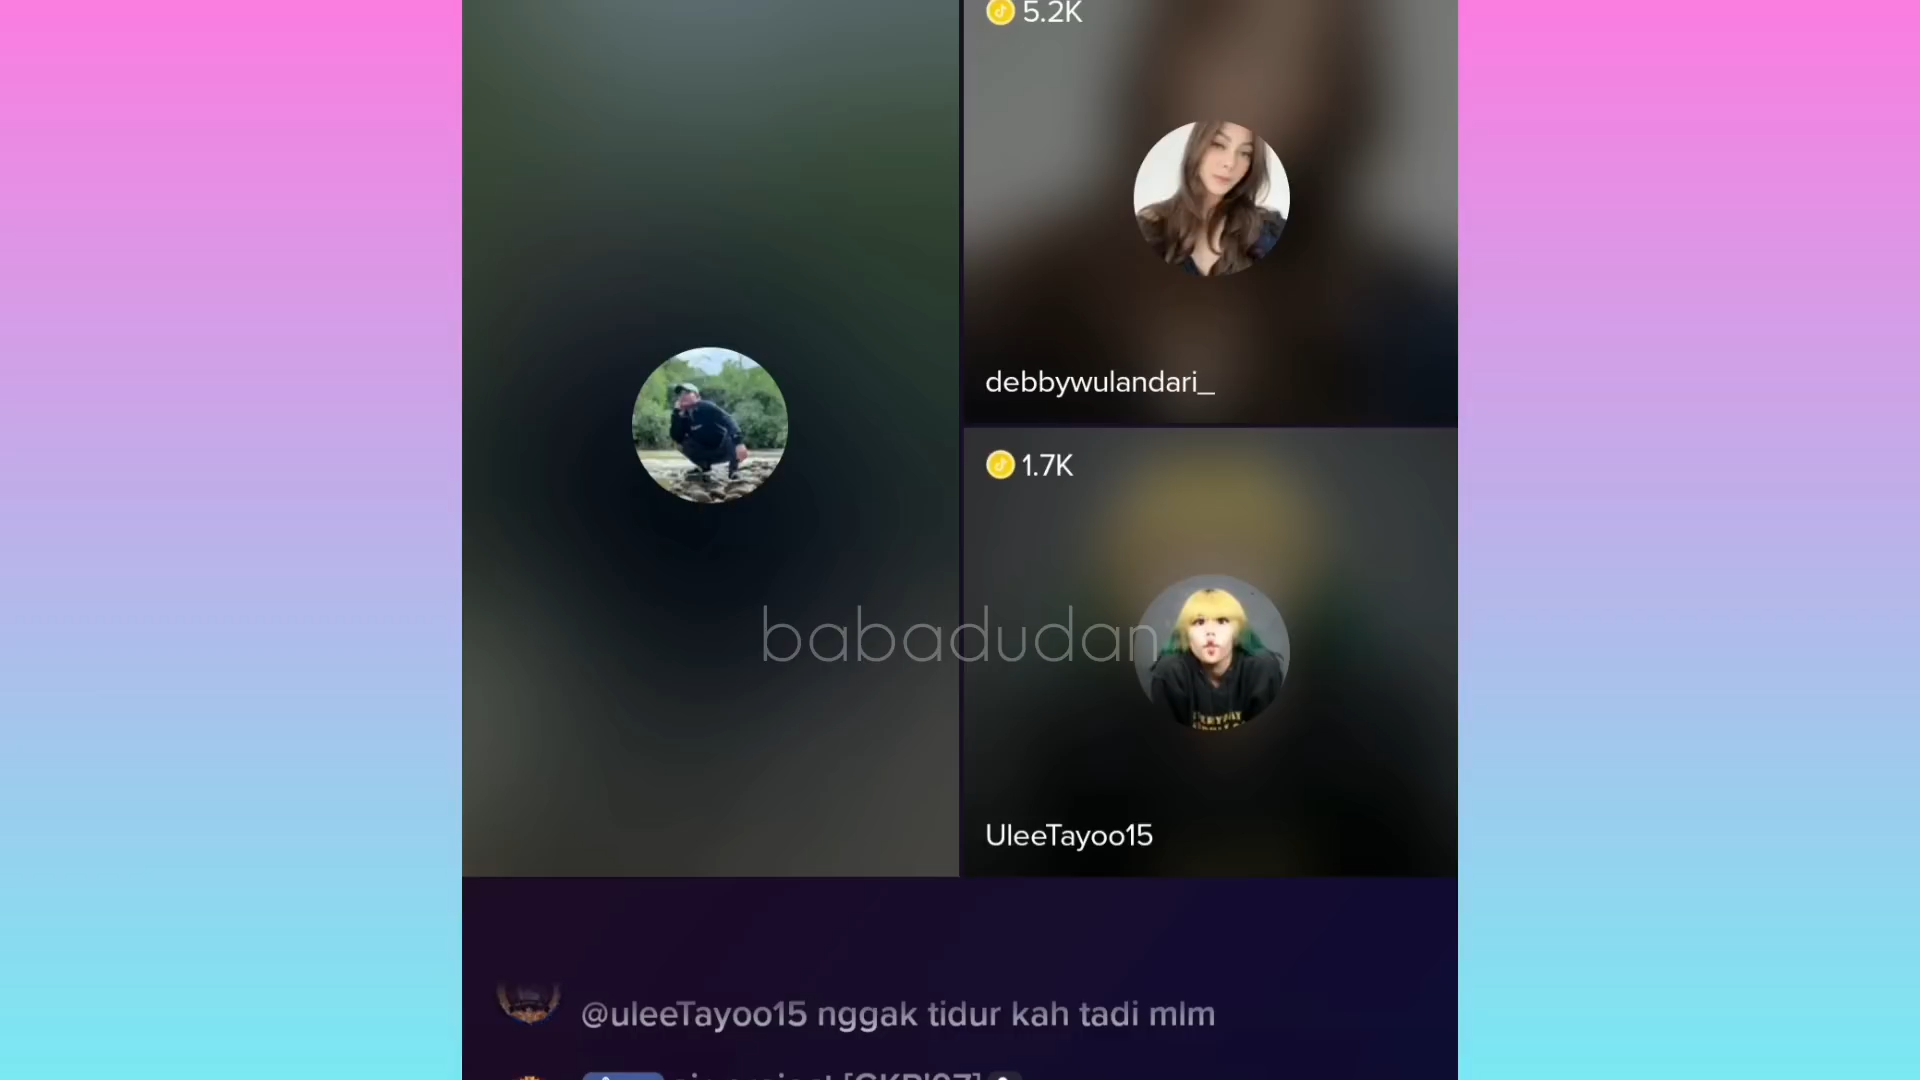 5.2K
debbywulandari_
1.7K
babadudan
UleeTayoo15
@uleeTayoo15 nggak tidur kah tadi mlm